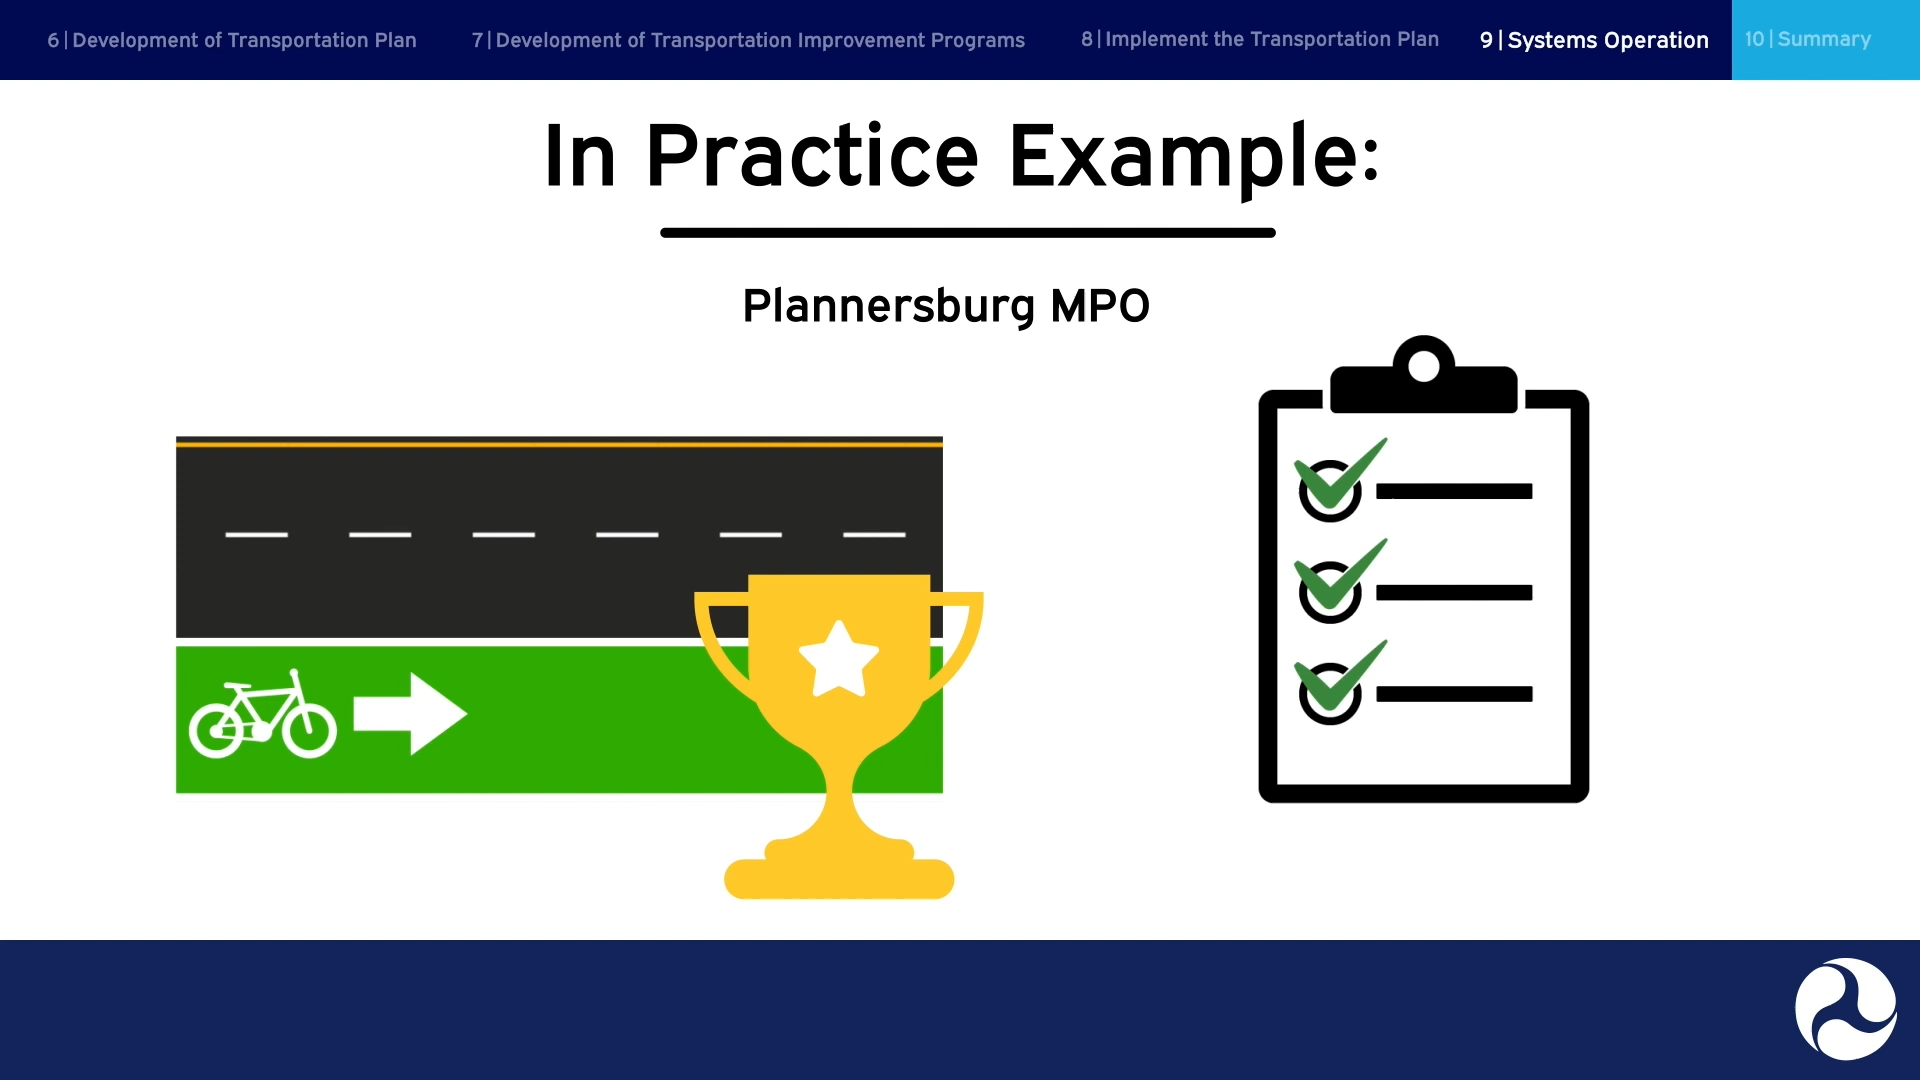 6|Development of Transportation Plan
7|Development of Transportation Improvement Programs
8|Implement the Transportation Plan
9|Systems Operation
10|Summary
In Practice Example:
Plannersburg MPO